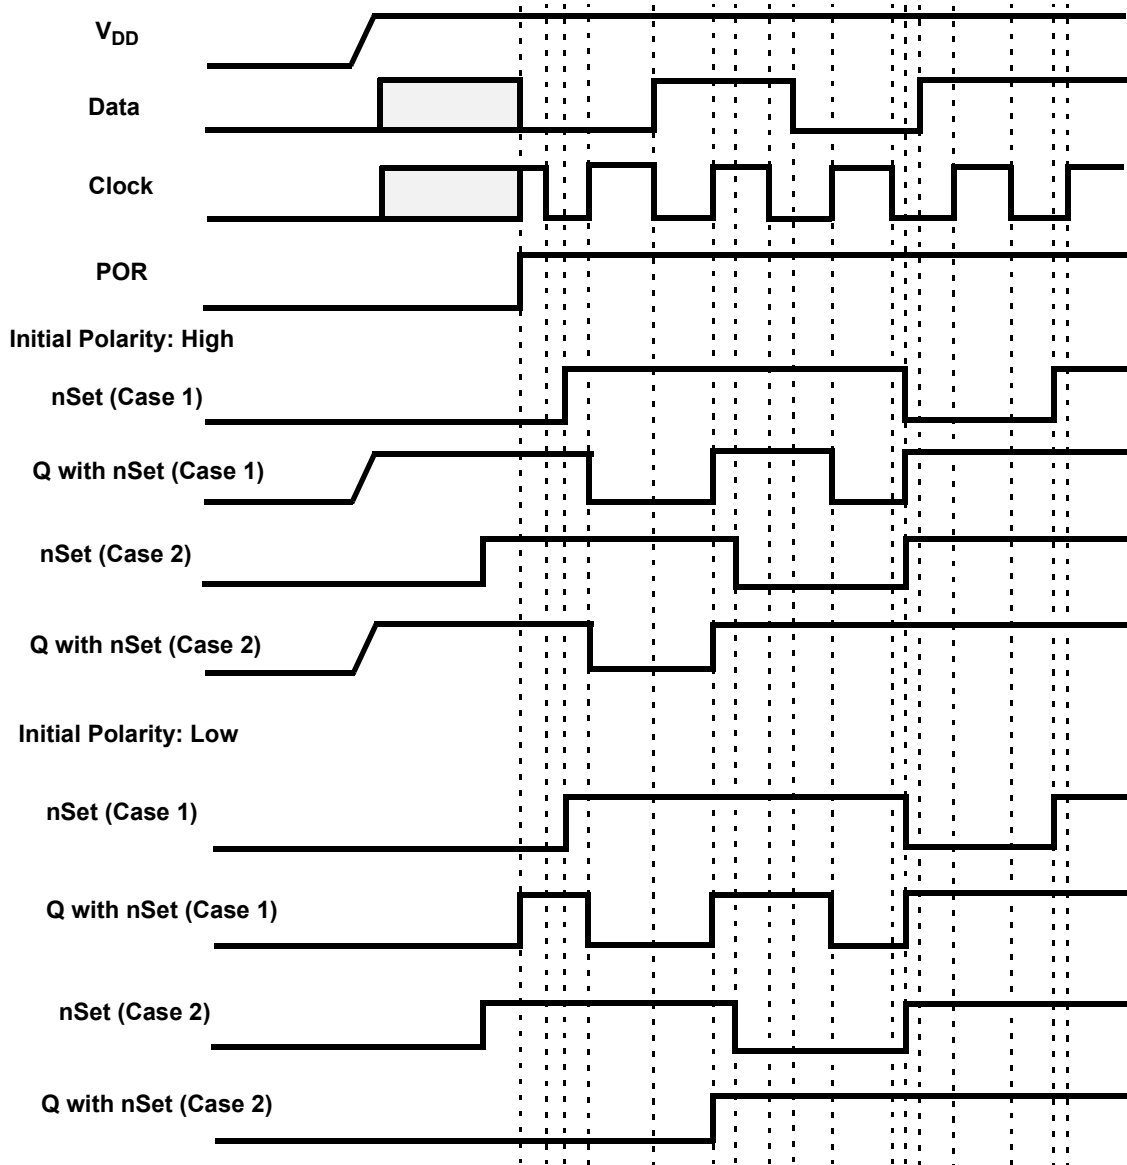 V_DD
Data
Clock
POR
Initial Polarity: High
nSet (Case 1)
Q with nSet (Case 1)
nSet (Case 2)
Q with nSet (Case 2)
Initial Polarity: Low
nSet (Case 1)
Q with nSet (Case 1)
nSet (Case 2)
Q with nSet (Case 2)